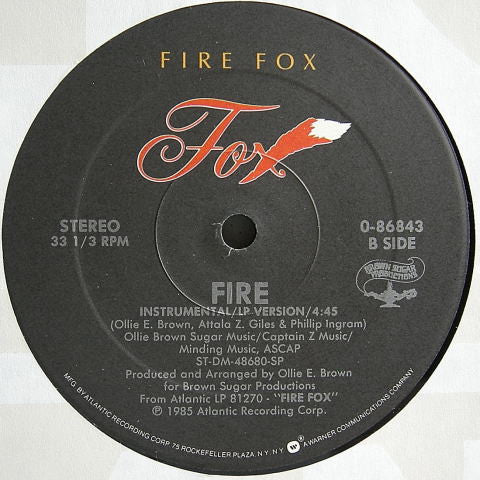 FIRE FOX
Fox
STEREO
33 1/3 RPM
0-86843
B SIDE
BROWN SUGAR
PRODUCTIONS
FIRE
INSTRUMENTAL/LP VERSION/4:45
(Ollie E. Brown, Attala Z. Giles & Phillip Ingram)
Ollie Brown Sugar Music/Captain Z Music/
Minding Music, ASCAP
ST-DM-48680-SP
Produced and Arranged by Ollie E. Brown
for Brown Sugar Productions
From Atlantic LP 81270 - "FIRE FOX"
℗ 1985 Atlantic Recording Corp.
MFG. BY ATLANTIC RECORDING CORP. 75 ROCKEFELLER PLAZA, N.Y. N.Y. A WARNER COMMUNICATIONS COMPANY